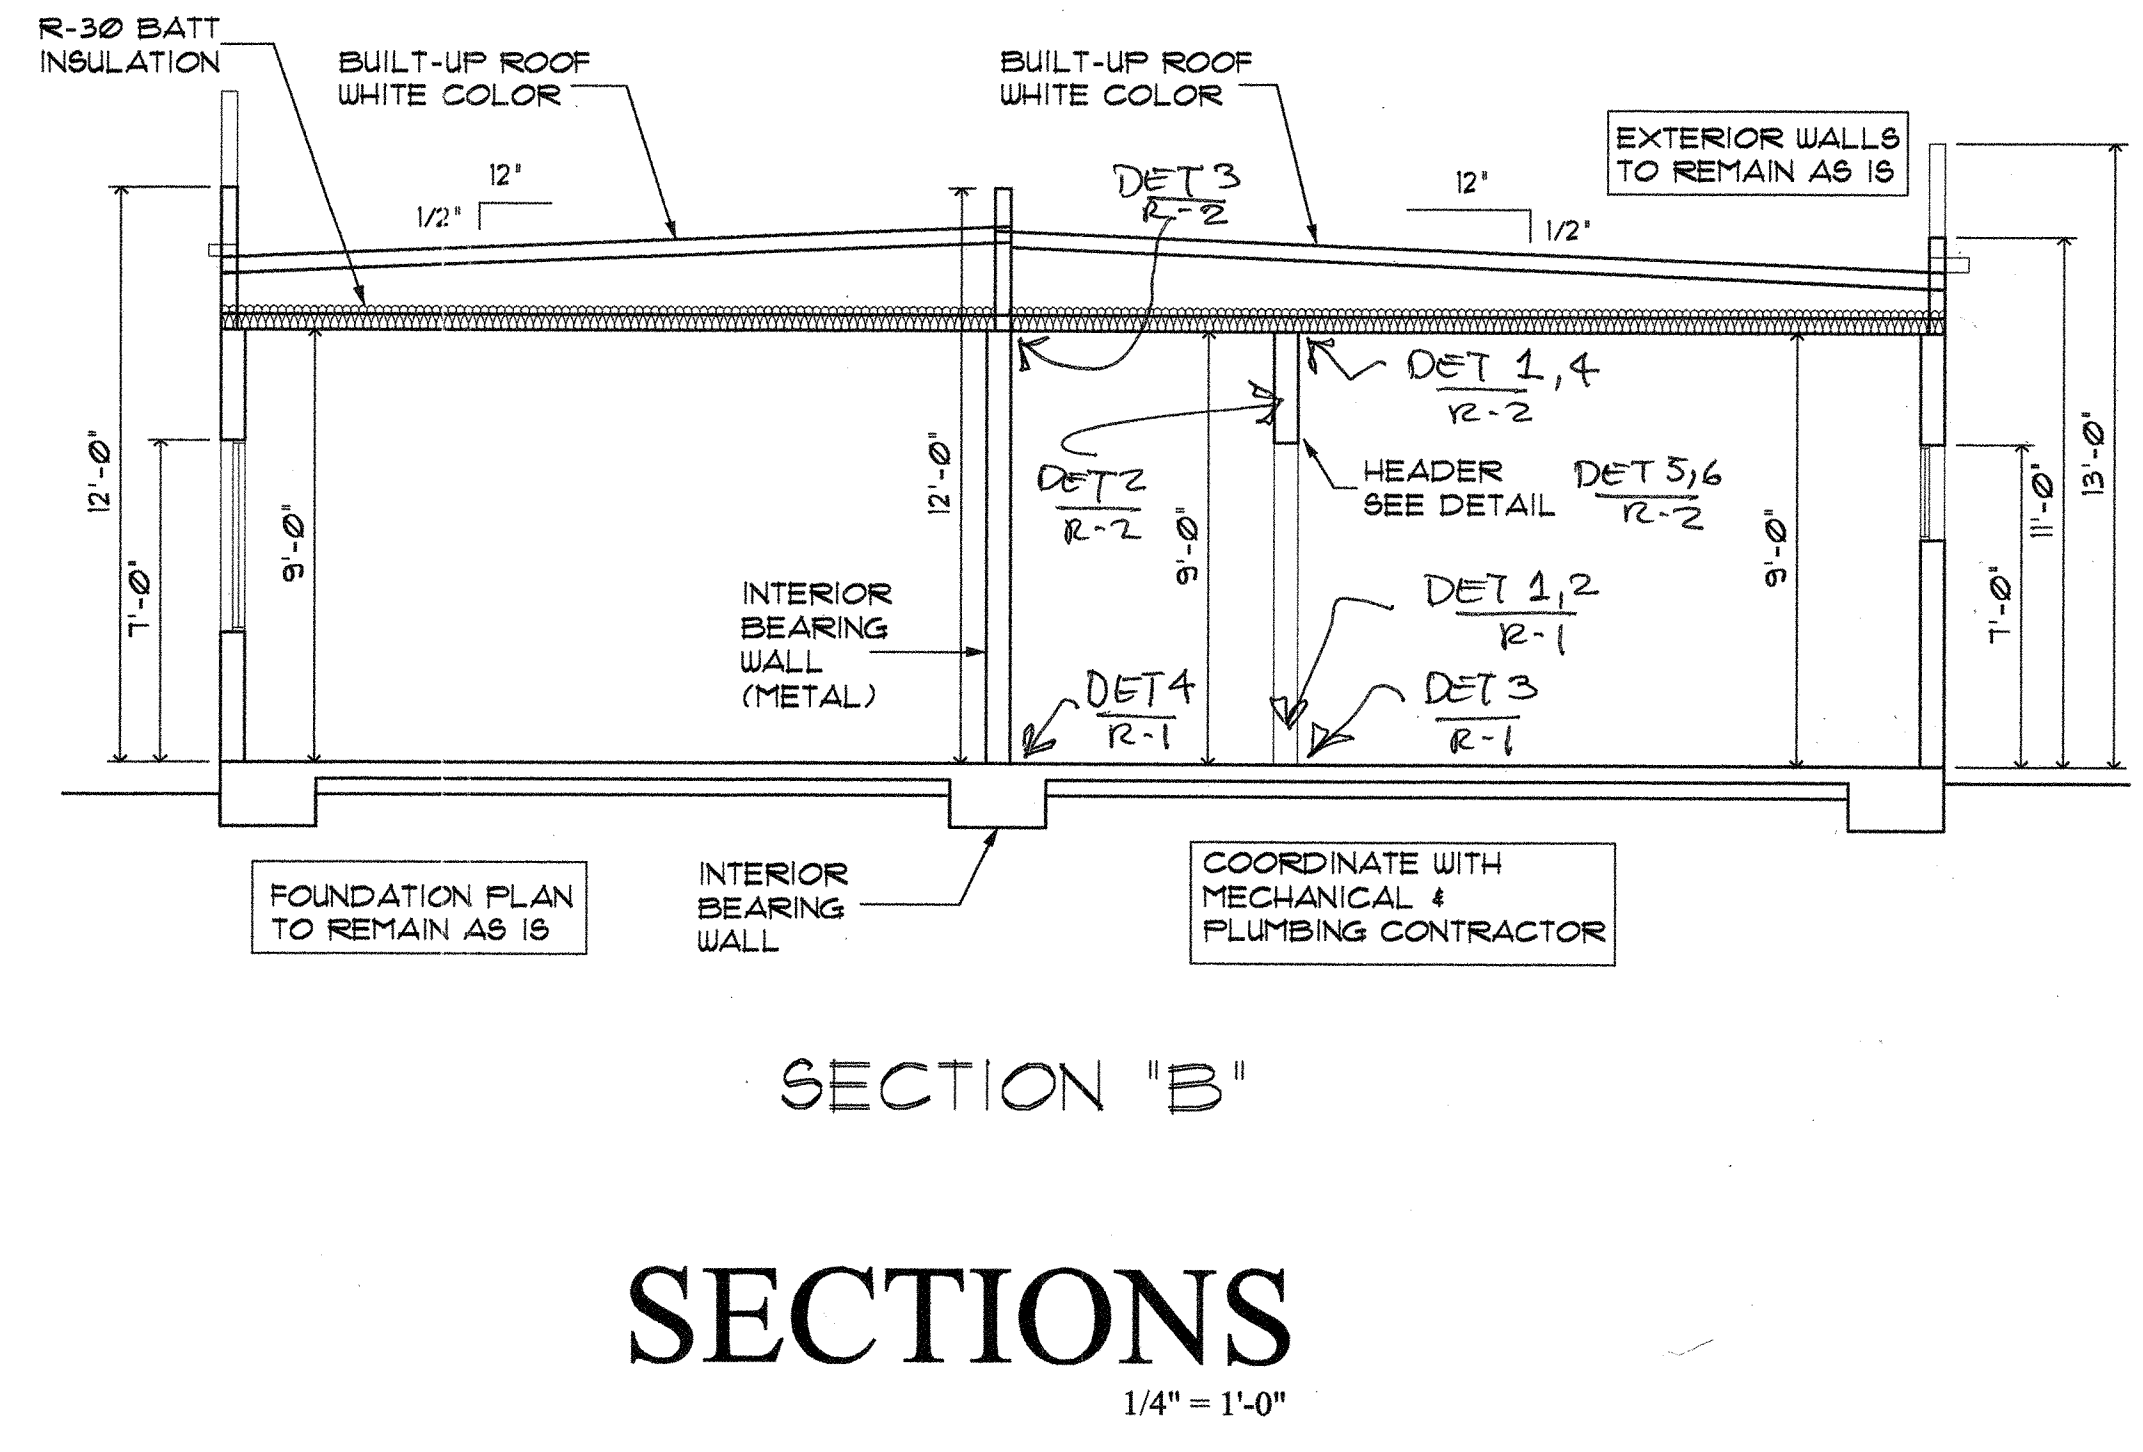 R-30 BATT
INSULATION
BUILT-UP ROOF
WHITE COLOR
BUILT-UP ROOF
WHITE COLOR
EXTERIOR WALLS
TO REMAIN AS IS
12"
1/2"
DET 3
R-2
12"
1/2"
DET 1,4
R-2
12'-0"
7'-0"
9'-0"
12'-0"
DET 2
R-2
9'-0"
HEADER
SEE DETAIL
DET 5,6
R-2
9'-0"
7'-0"
11'-0"
13'-0"
INTERIOR
BEARING
WALL
(METAL)
DET 1,2
R-1
DET 4
R-1
DET 3
R-1
FOUNDATION PLAN
TO REMAIN AS IS
INTERIOR
BEARING
WALL
COORDINATE WITH
MECHANICAL &
PLUMBING CONTRACTOR
SECTION "B"
SECTIONS
1/4" = 1'-0"